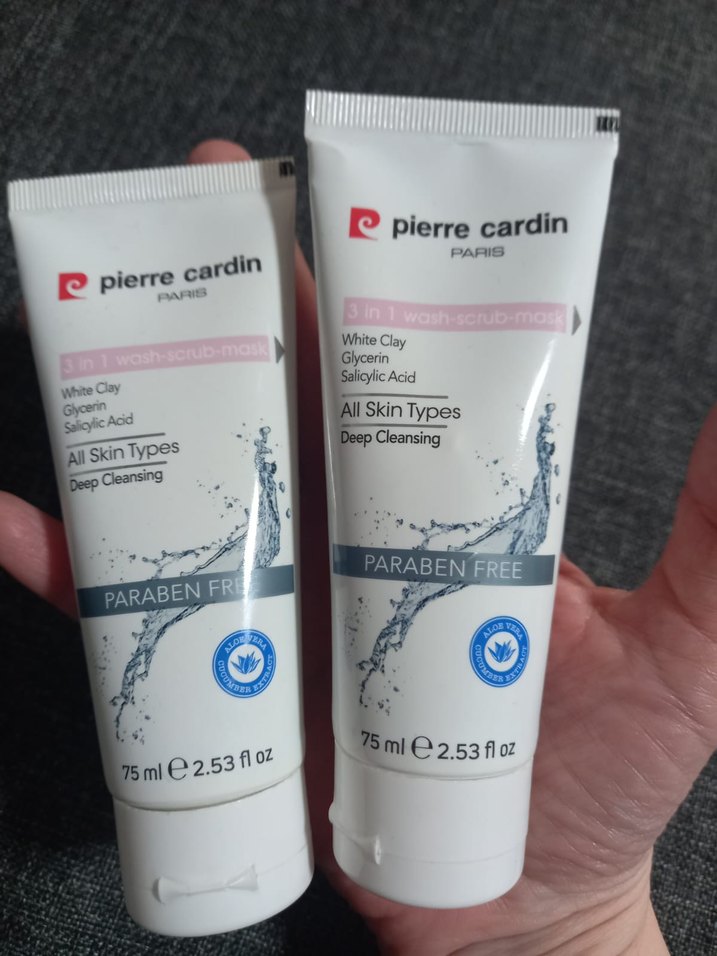 pierre cardin
PARIS
3 in 1 wash-scrub-mask
White Clay
Glycerin
Salicylic Acid
All Skin Types
Deep Cleansing
PARABEN FREE
ALOE VERA
CUCUMBER EXTRACT
75 ml e 2.53 fl oz
pierre cardin
PARIS
3 in 1 wash-scrub-mask
White Clay
Glycerin
Salicylic Acid
All Skin Types
Deep Cleansing
PARABEN FREE
ALOE VERA
CUCUMBER EXTRACT
75 ml e 2.53 fl oz